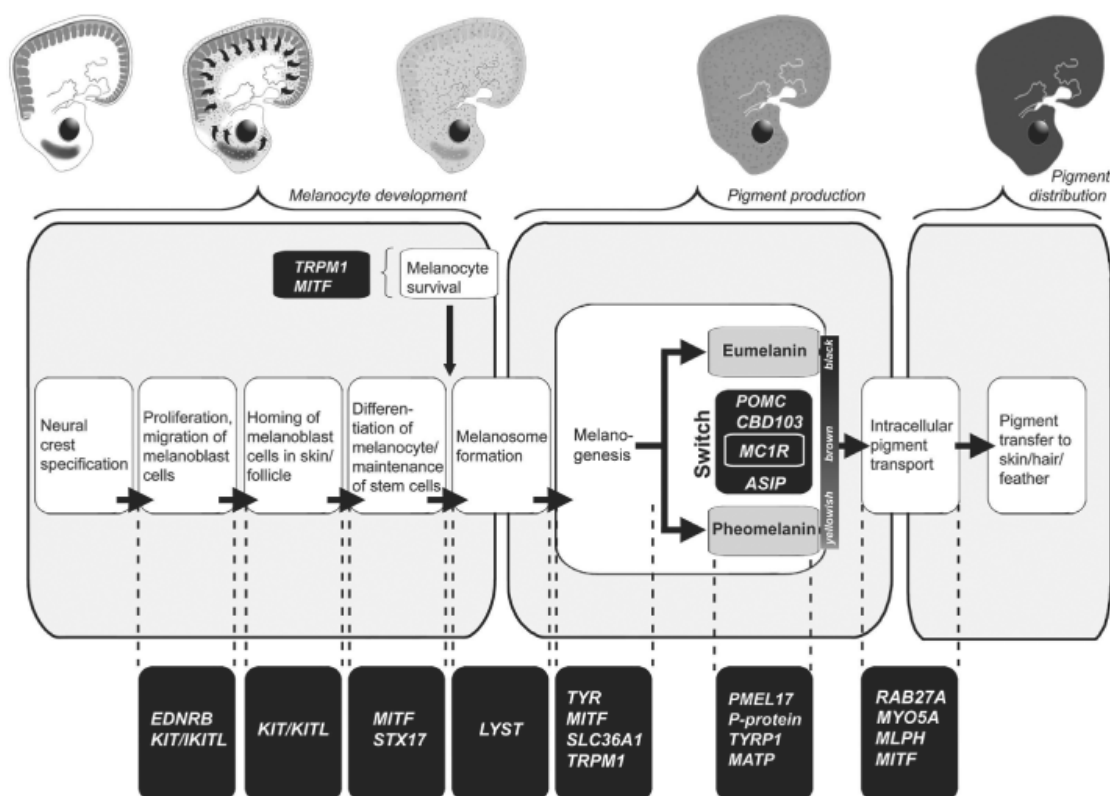 Melanocyte development
Pigment production
Pigment
distribution
TRPM1
MITF
Melanocyte
survival
Neural
crest
specification
Proliferation,
migration of
melanoblast
cells
Homing of
melanoblast
cells in skin/
follicle
Differen-
tiation of
melanocyte/
maintenance
of stem cells
Melanosome
formation
Melano-
genesis
Eumelanin
Switch
POMC
CBD103
MC1R
ASIP
Pheomelanin
black
brown
yellowish
Intracellular
pigment
transport
Pigment
transfer to
skin/hair/
feather
EDNRB
KIT/IKITL
KIT/KITL
MITF
STX17
LYST
TYR
MITF
SLC36A1
TRPM1
PMEL17
P-protein
TYRP1
MATP
RAB27A
MYO5A
MLPH
MITF